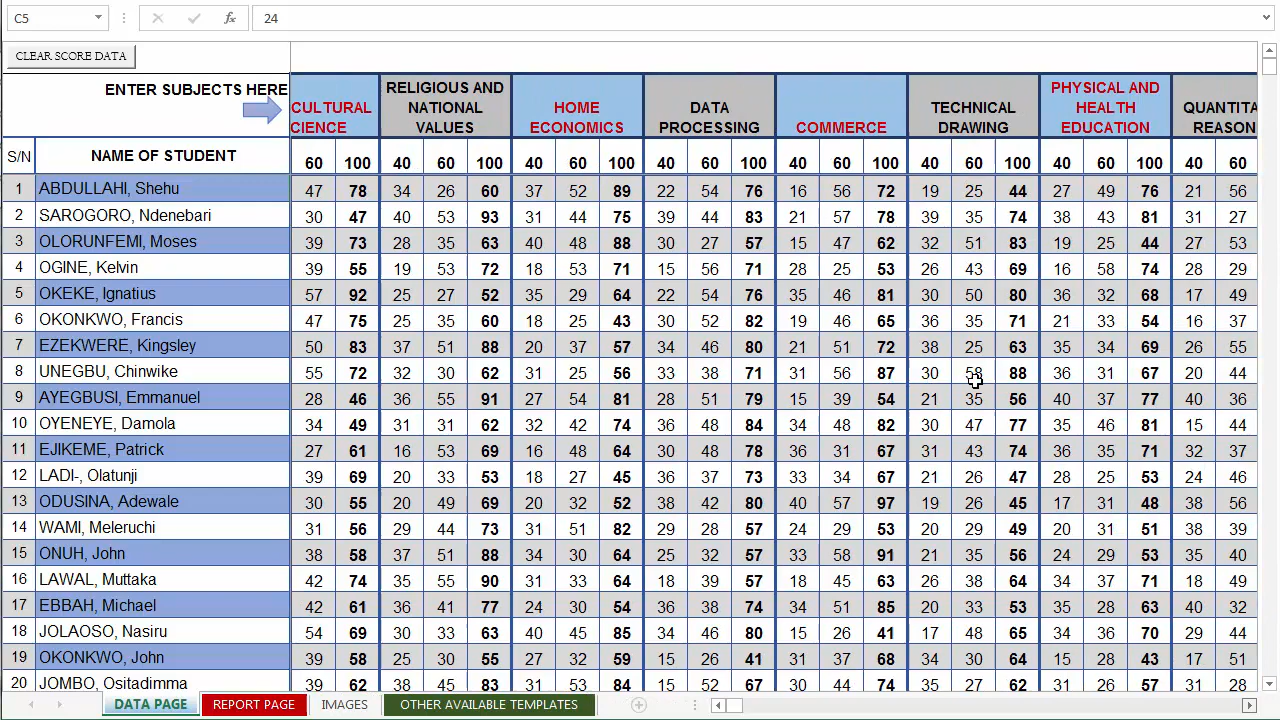 C5 fx 24
CLEAR SCORE DATA
ENTER SUBJECTS HERE
CULTURAL
CIENCE
RELIGIOUS AND
NATIONAL
VALUES
HOME
ECONOMICS
DATA
PROCESSING
COMMERCE
TECHNICAL
DRAWING
PHYSICAL AND
HEALTH
EDUCATION
QUANTITA
REASON
S/N NAME OF STUDENT 60 100 40 60 100 40 60 100 40 60 100 40 60 100 40 60 100 40 60 100 40 60
1 ABDULLAHI, Shehu 47 78 34 26 60 37 52 89 22 54 76 16 56 72 19 25 44 27 49 76 21 56
2 SAROGORO, Ndenebari 30 47 40 53 93 31 44 75 39 44 83 21 57 78 39 35 74 38 43 81 31 27
3 OLORUNFEMI, Moses 39 73 28 35 63 40 48 88 30 27 57 15 47 62 32 51 83 19 25 44 27 53
4 OGINE, Kelvin 39 55 19 53 72 18 53 71 15 56 71 28 25 53 26 43 69 16 58 74 28 29
5 OKEKE, Ignatius 57 92 25 27 52 35 29 64 22 54 76 35 46 81 30 50 80 36 32 68 17 49
6 OKONKWO, Francis 47 75 25 35 60 18 25 43 30 52 82 19 46 65 36 35 71 21 33 54 16 37
7 EZEKWERE, Kingsley 50 83 37 51 88 20 37 57 34 46 80 21 51 72 38 25 63 35 34 69 26 55
8 UNEGBU, Chinwike 55 72 32 30 62 31 25 56 33 38 71 31 56 87 30 58 88 36 31 67 20 44
9 AYEGBUSI, Emmanuel 28 46 36 55 91 27 54 81 28 51 79 15 39 54 21 35 56 40 37 77 40 36
10 OYENEYE, Damola 34 49 31 31 62 32 42 74 36 48 84 34 48 82 30 47 77 35 46 81 15 44
11 EJIKEME, Patrick 27 61 16 53 69 16 48 64 30 48 78 36 31 67 31 43 74 36 35 71 32 37
12 LADI-, Olatunji 39 69 20 33 53 18 27 45 36 37 73 33 34 67 21 26 47 28 25 53 24 46
13 ODUSINA, Adewale 30 55 20 49 69 20 32 52 38 42 80 40 57 97 19 26 45 17 31 48 38 56
14 WAMI, Meleruchi 31 56 29 44 73 31 51 82 29 28 57 24 29 53 20 29 49 20 31 51 38 39
15 ONUH, John 38 58 37 51 88 34 30 64 25 32 57 33 58 91 21 35 56 24 29 53 35 40
16 LAWAL, Muttaka 42 74 35 55 90 31 33 64 18 39 57 18 45 63 26 38 64 34 37 71 18 49
17 EBBAH, Michael 42 61 36 41 77 24 30 54 36 38 74 34 51 85 20 33 53 35 28 63 40 32
18 JOLAOSO, Nasiru 54 69 30 33 63 40 45 85 34 46 80 15 26 41 17 48 65 34 36 70 29 44
19 OKONKWO, John 39 58 25 30 55 27 32 59 15 26 41 31 37 68 34 30 64 15 28 43 17 51
20 JOMBO, Ositadimma 39 62 38 45 83 31 53 84 15 52 67 30 44 74 35 27 62 31 26 57 31 28
DATA PAGE REPORT PAGE IMAGES OTHER AVAILABLE TEMPLATES